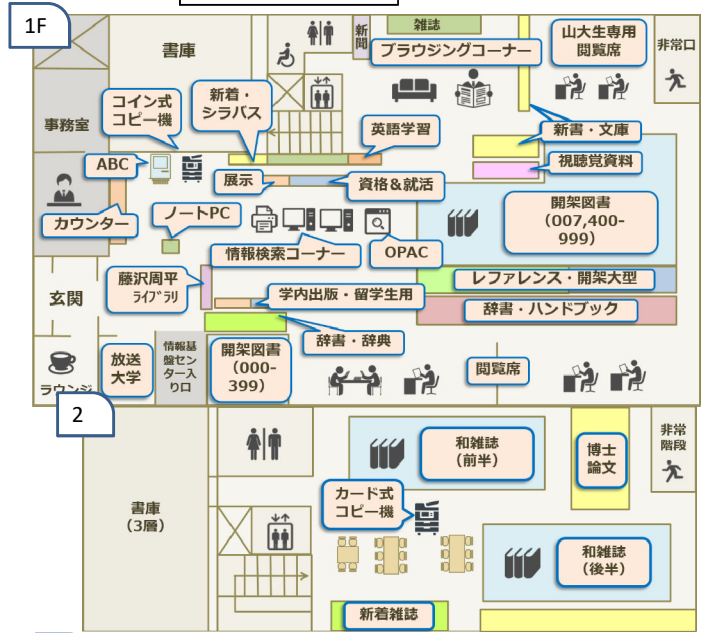 1F
書庫
新聞
雑誌
ブラウジングコーナー
山大生専用
閲覧席
非常口
事務室
コイン式
コピー機
新着・
シラバス
英語学習
新書・文庫
ABC
視聴覚資料
展示
資格&就活
カウンター
ノートPC
開架図書
(007,400-
999)
情報検索コーナー
OPAC
玄関
藤沢周平
ライブラリ
学内出版・留学生用
レファレンス・開架大型
辞書・ハンドブック
辞書・辞典
ラウンジ
放送
大学
情報基
盤セン
ター入
り口
開架図書
(000-
399)
閲覧席
2
書庫
(3層)
和雑誌
(前半)
博士
論文
非常
階段
カード式
コピー機
和雑誌
(後半)
新着雑誌